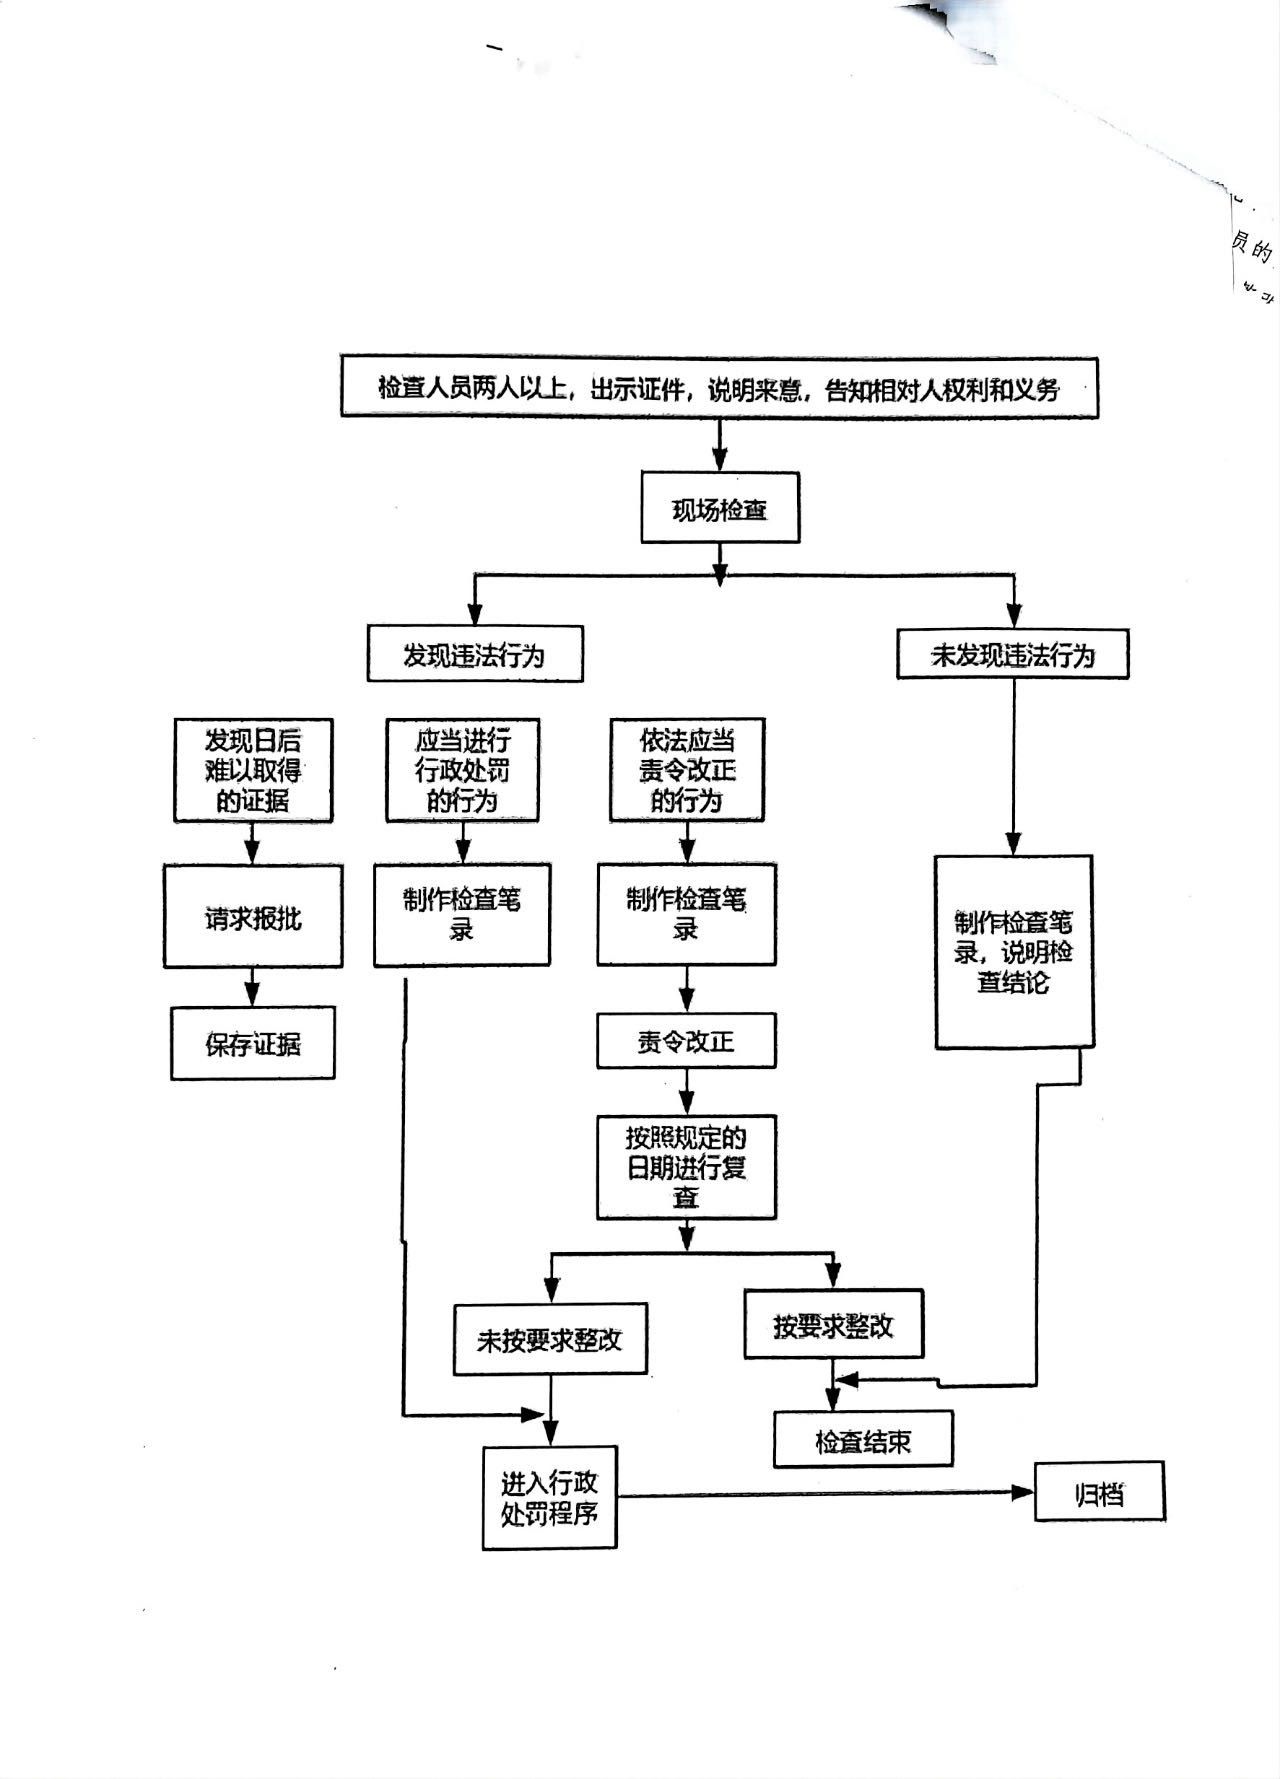 员的
检查人员两人以上，出示证件，说明来意，告知相对人权利和义务
现场检查
发现违法行为
未发现违法行为
发现日后
难以取得
的证据
应当进行
行政处罚
的行为
依法应当
责令改正
的行为
请求报批
制作检查笔
录
制作检查笔
录
制作检查笔
录，说明检
查结论
保存证据
责令改正
按照规定的
日期进行复
查
未按要求整改
按要求整改
检查结束
进入行政
处罚程序
归档